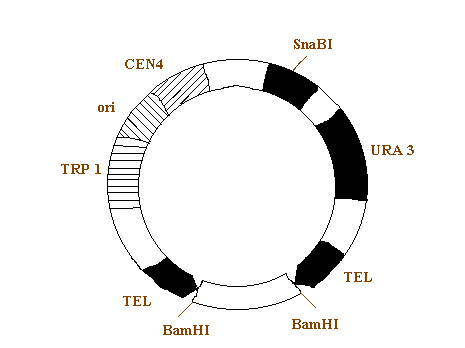 SnaBI
CEN4
ori
URA 3
TRP 1
TEL
TEL
BamHI
BamHI